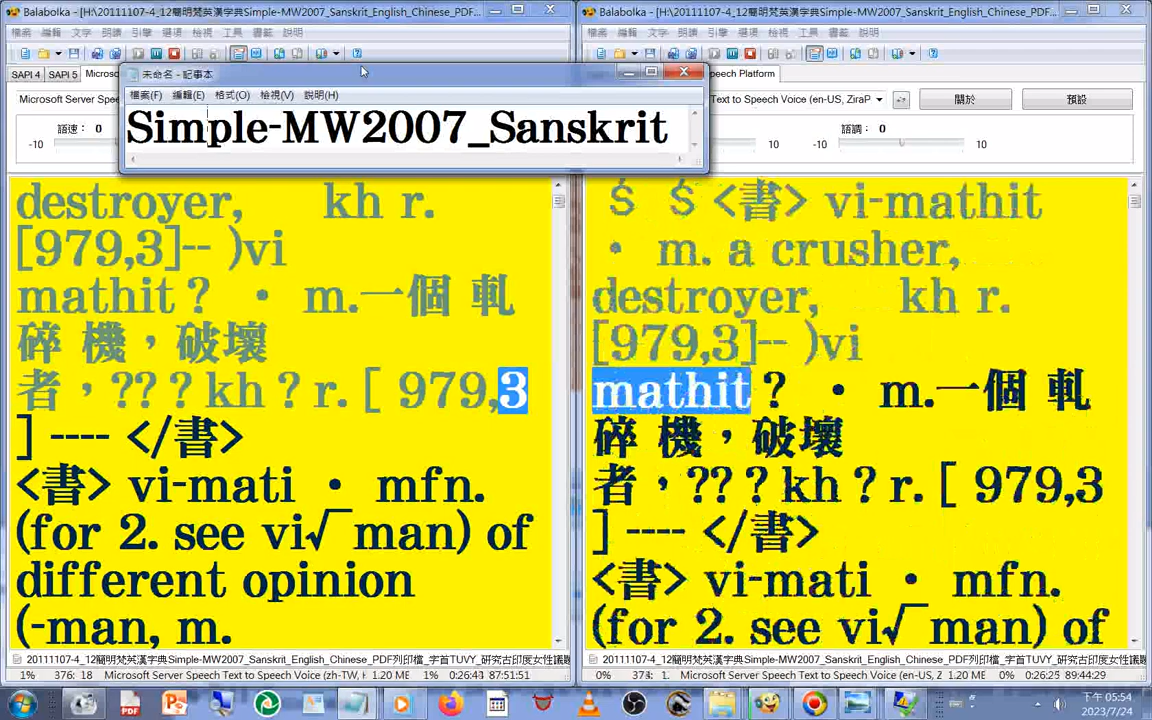 Balabolka - [H:\20111107-4_12簡明梵英漢字典Simple-MW2007_Sanskrit_English_Chinese_PDF...
檔案 編輯 文字 朗讀 引擎 選項 檢視 工具 書籤 說明
SAPI 4 SAPI 5 Micros
Microsoft Server Speech
語速： 0
-10
destroyer, kh r.
[979,3]-- )vi
mathit？ • m.一個 軋
碎 機，破壞
者，??？kh？r. [ 979,3
] ---- </書>
<書> vi-mati • mfn.
(for 2. see vi√ man) of
different opinion
(-man, m.
20111107-4_12簡明梵英漢字典Simple-MW2007_Sanskrit_English_Chinese_PDF列印檔_字首TUVY_研究古印度女性議題
1% 376: 18 Microsoft Server Speech Text to Speech Voice (zh-TW, H 1.20 MB 1% 0:26:44 87:51:51
未命名 - 記事本
檔案(F) 編輯(E) 格式(O) 檢視(V) 說明(H)
Simple-MW2007_Sanskrit
Balabolka - [H:\20111107-4_12簡明梵英漢字典Simple-MW2007_Sanskrit_English_Chinese_PDF...
檔案 編輯 文字 朗讀 引擎 選項 檢視 工具 書籤 說明
peech Platform
Text to Speech Voice (en-US, ZiraP 關於 預設
語調： 0
10 -10 10
Ś Ś <書> vi-mathit
• m. a crusher,
destroyer, kh r.
[979,3]-- )vi
mathit？ • m.一個 軋
碎 機，破壞
者，??？kh？r. [ 979,3
] ---- </書>
<書> vi-mati • mfn.
(for 2. see vi√ man) of
20111107-4_12簡明梵英漢字典Simple-MW2007_Sanskrit_English_Chinese_PDF列印檔_字首TUVY_研究古印度女性議題
0% Microsoft Server Speech Text to Speech Voice (en-US, Z 1.20 MB 0% 0:26:25 89:44:29
下午 05:54
2023/7/24